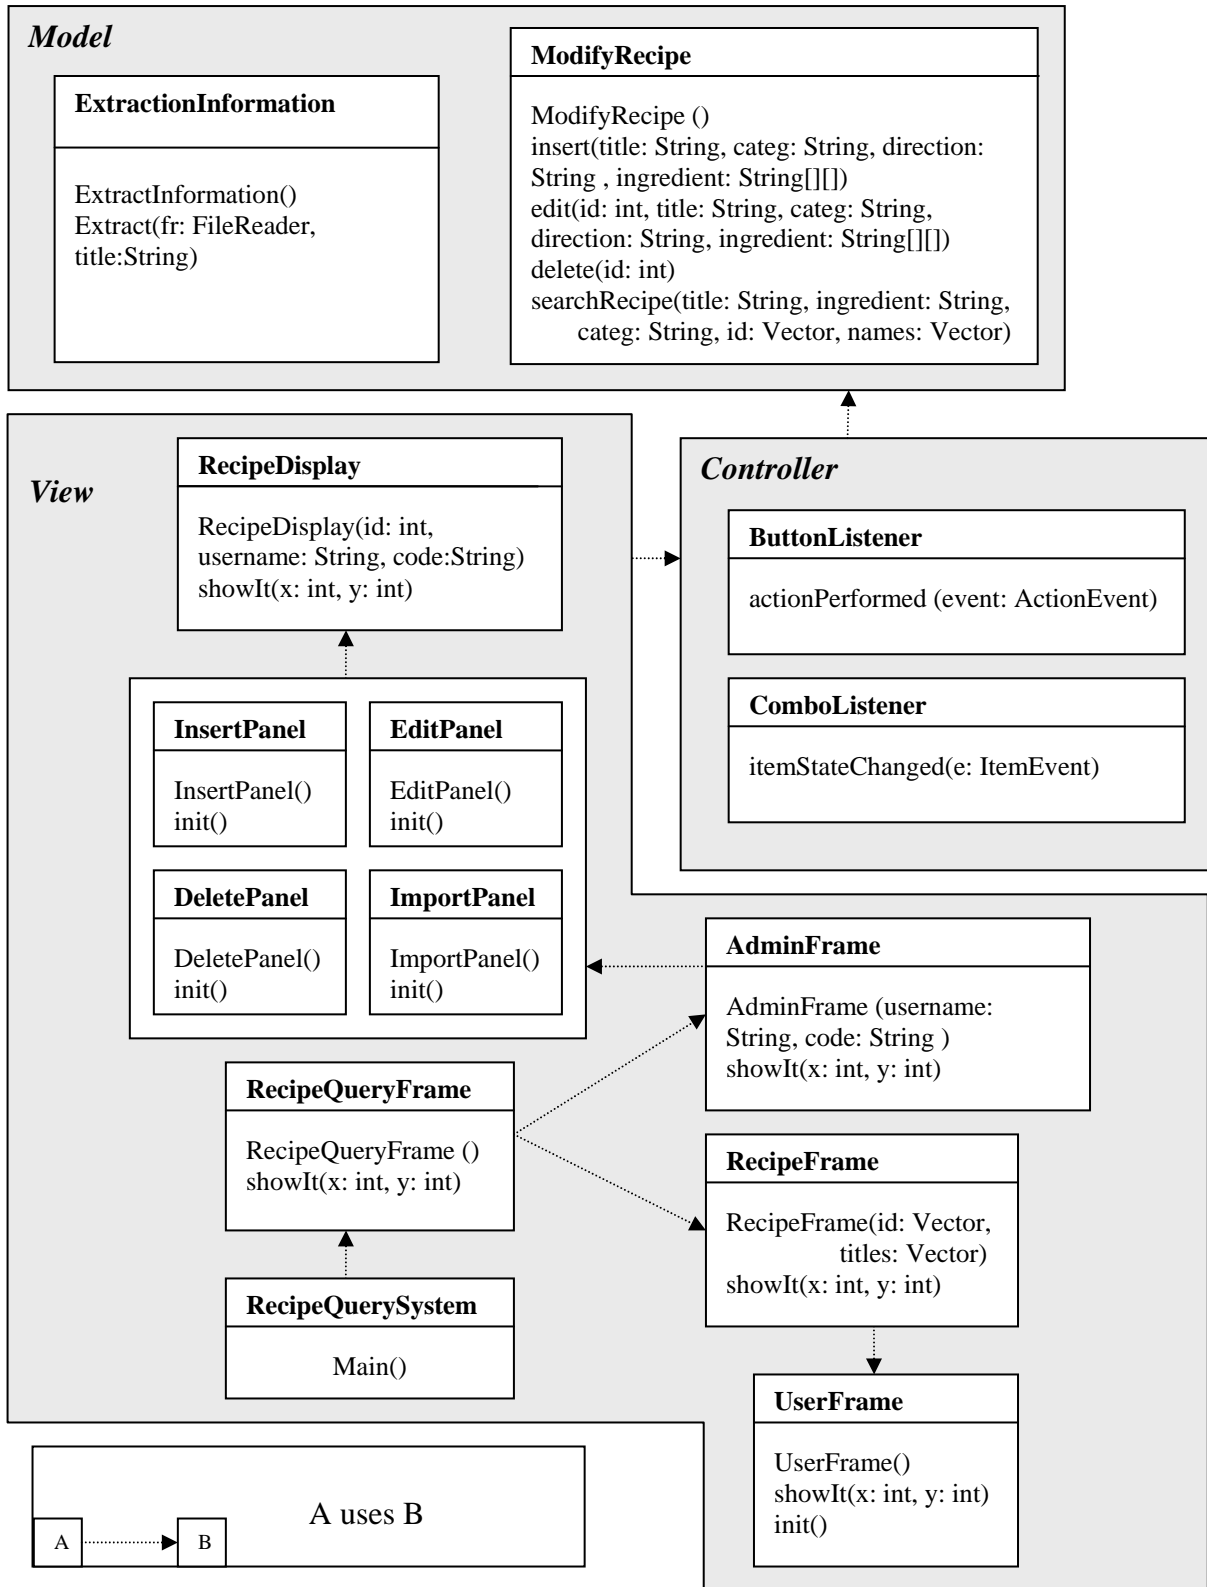 Model
ExtractionInformation
ExtractInformation()
Extract(fr: FileReader,
title:String)
ModifyRecipe
ModifyRecipe ()
insert(title: String, categ: String, direction:
String , ingredient: String[][])
edit(id: int, title: String, categ: String,
direction: String, ingredient: String[][])
delete(id: int)
searchRecipe(title: String, ingredient: String,
categ: String, id: Vector, names: Vector)
View
RecipeDisplay
RecipeDisplay(id: int,
username: String, code:String)
showIt(x: int, y: int)
Controller
ButtonListener
actionPerformed (event: ActionEvent)
ComboListener
itemStateChanged(e: ItemEvent)
InsertPanel
InsertPanel()
init()
EditPanel
EditPanel()
init()
DeletePanel
DeletePanel()
init()
ImportPanel
ImportPanel()
init()
AdminFrame
AdminFrame (username:
String, code: String )
showIt(x: int, y: int)
RecipeQueryFrame
RecipeQueryFrame ()
showIt(x: int, y: int)
RecipeFrame
RecipeFrame(id: Vector,
titles: Vector)
showIt(x: int, y: int)
RecipeQuerySystem
Main()
UserFrame
UserFrame()
showIt(x: int, y: int)
init()
A uses B
A
B